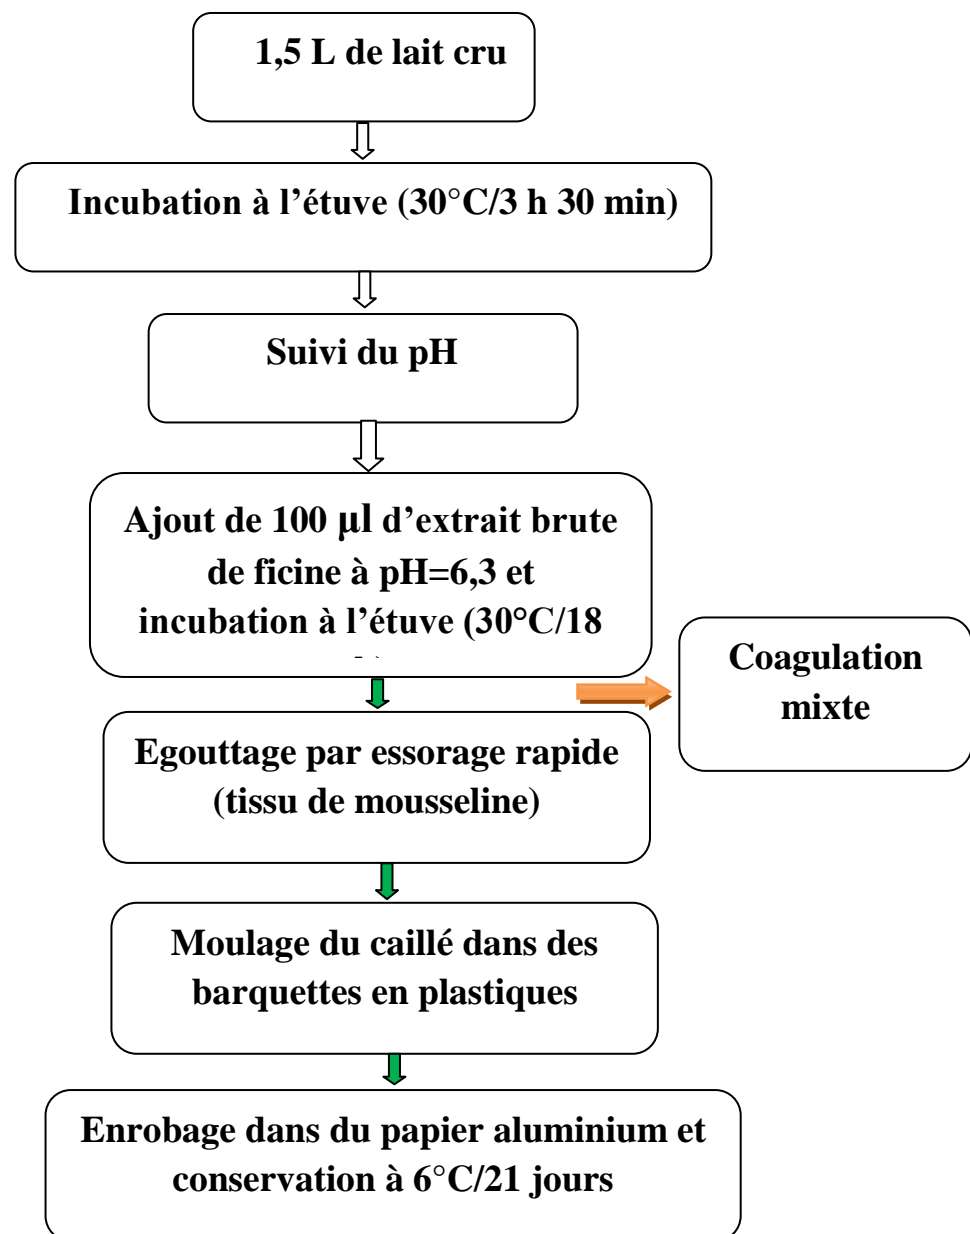 1,5 L de lait cru
Incubation à l’étuve (30°C/3 h 30 min)
Suivi du pH
Ajout de 100 µl d’extrait brute
de ficine à pH=6,3 et
incubation à l’étuve (30°C/18
Coagulation
mixte
Egouttage par essorage rapide
(tissu de mousseline)
Moulage du caillé dans des
barquettes en plastiques
Enrobage dans du papier aluminium et
conservation à 6°C/21 jours